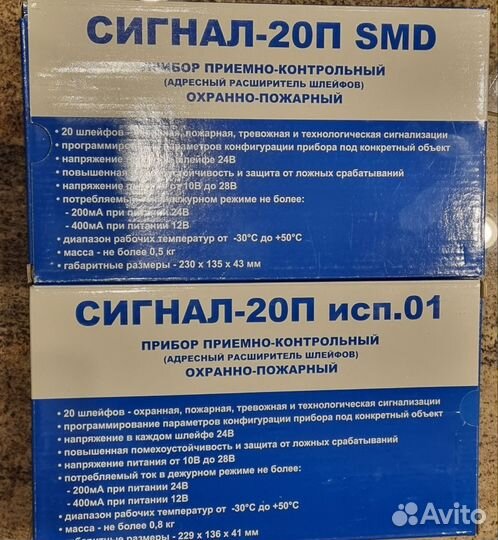 СИГНАЛ-20П SMD
ПРИБОР ПРИЕМНО-КОНТРОЛЬНЫЙ
(АДРЕСНЫЙ РАСШИРИТЕЛЬ ШЛЕЙФОВ)
ОХРАННО-ПОЖАРНЫЙ
• 20 шлейфов - охранная, пожарная, тревожная и технологическая сигнализации
• программирование параметров конфигурации прибора под конкретный объект
• напряжение в каждом шлейфе 24В
• повышенная помехоустойчивость и защита от ложных срабатываний
• напряжение питания от 10В до 28В
• потребляемый ток в дежурном режиме не более:
- 200мА при питании 24В
- 400мА при питании 12В
• диапазон рабочих температур от -30°С до +50°С
• масса - не более 0,5 кг
• габаритные размеры - 230 х 135 х 43 мм
СИГНАЛ-20П исп.01
ПРИБОР ПРИЕМНО-КОНТРОЛЬНЫЙ
(АДРЕСНЫЙ РАСШИРИТЕЛЬ ШЛЕЙФОВ)
ОХРАННО-ПОЖАРНЫЙ
• 20 шлейфов - охранная, пожарная, тревожная и технологическая сигнализации
• программирование параметров конфигурации прибора под конкретный объект
• напряжение в каждом шлейфе 24В
• повышенная помехоустойчивость и защита от ложных срабатываний
• напряжение питания от 10В до 28В
• потребляемый ток в дежурном режиме не более:
- 200мА при питании 24В
- 400мА при питании 12В
• диапазон рабочих температур от -30°С до +50°С
• масса - не более 0,8 кг
• габаритные размеры - 229 х 136 х 41 мм
Avito